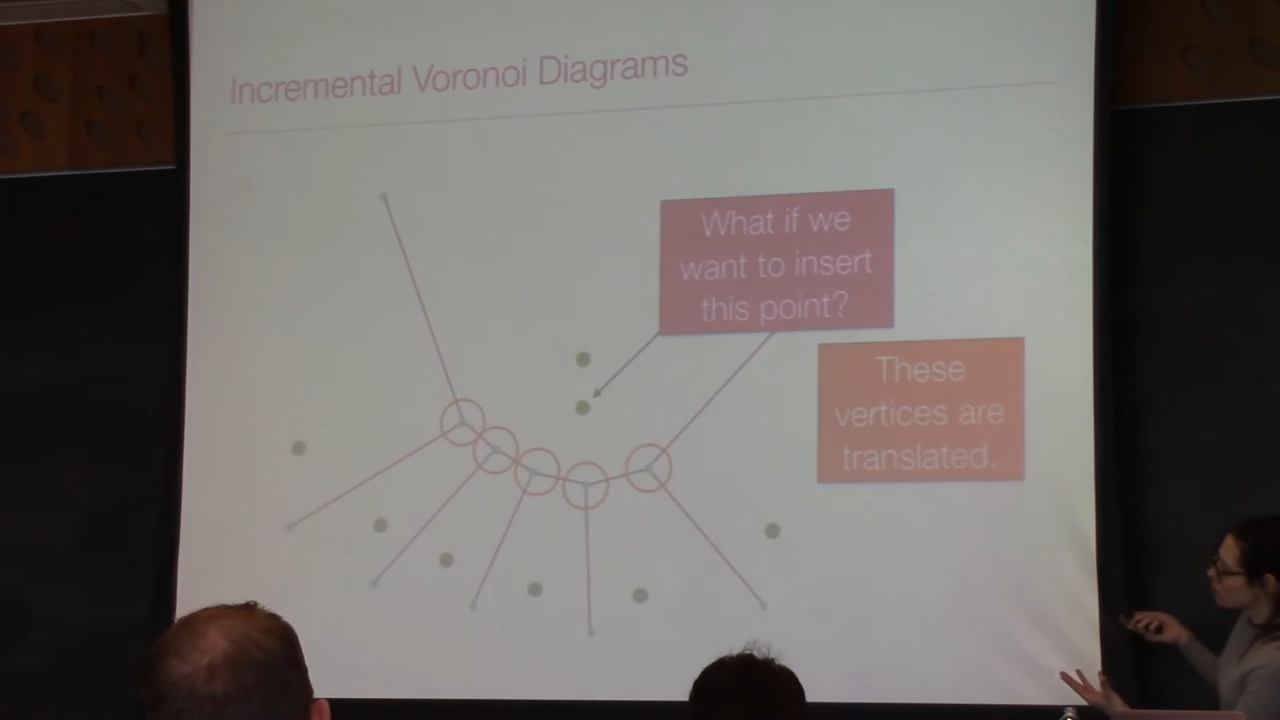 Incremental Voronoi Diagrams
What if we
want to insert
this point?
These
vertices are
translated.